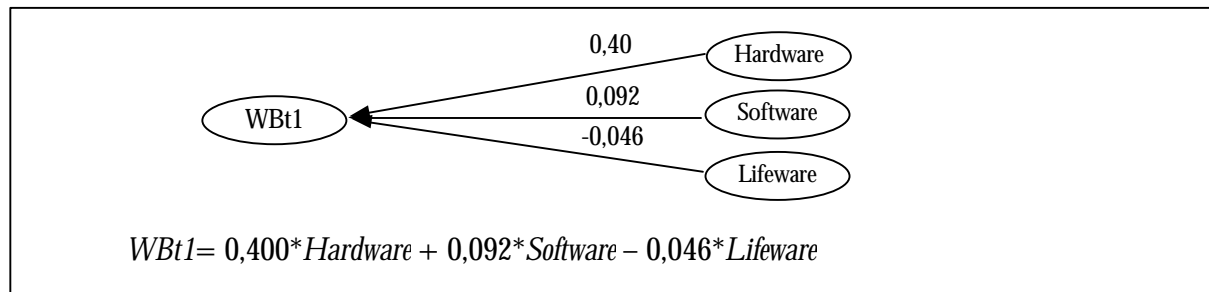 0,40
Hardware
WBt1
0,092
Software
-0,046
Lifeware
WBt1= 0,400*Hardware + 0,092*Software – 0,046*Lifeware